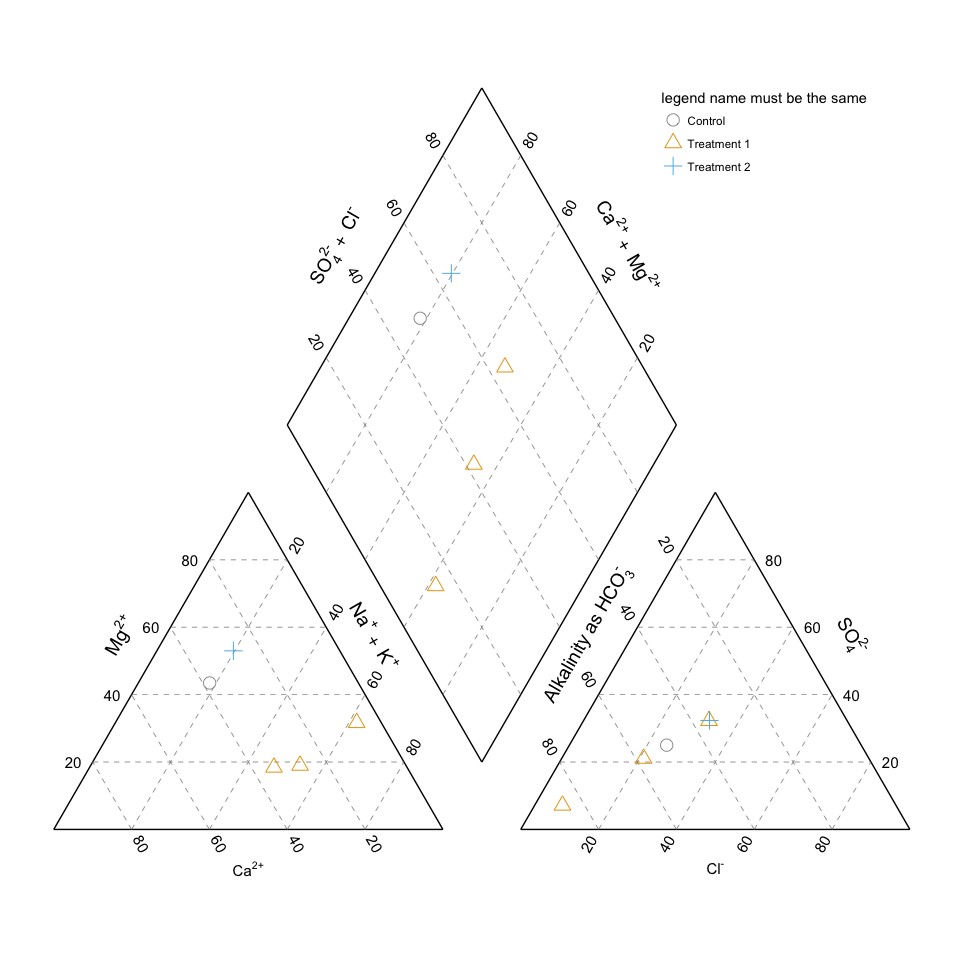 legend name must be the same
Control
Treatment 1
Treatment 2
80
80
60
60
SO₄²⁻ + Cl⁻
Ca²⁺ + Mg²⁺
40
40
20
20
20
20
80
80
Mg²⁺
Na⁺ + K⁺
Alkalinity as HCO₃⁻
SO₄²⁻
40
40
60
60
60
60
40
40
80
80
20
20
80
60
40
20
20
40
60
80
Ca²⁺
Cl⁻